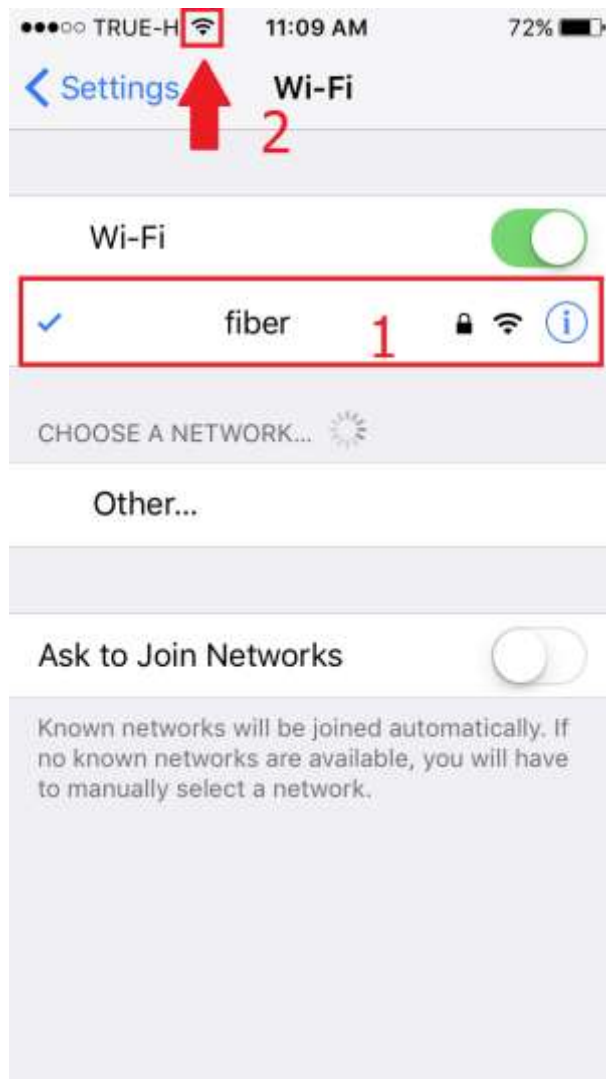 TRUE-H 11:09 AM 72%
Settings Wi-Fi
2
Wi-Fi
fiber 1
CHOOSE A NETWORK...
Other...
Ask to Join Networks
Known networks will be joined automatically. If
no known networks are available, you will have
to manually select a network.